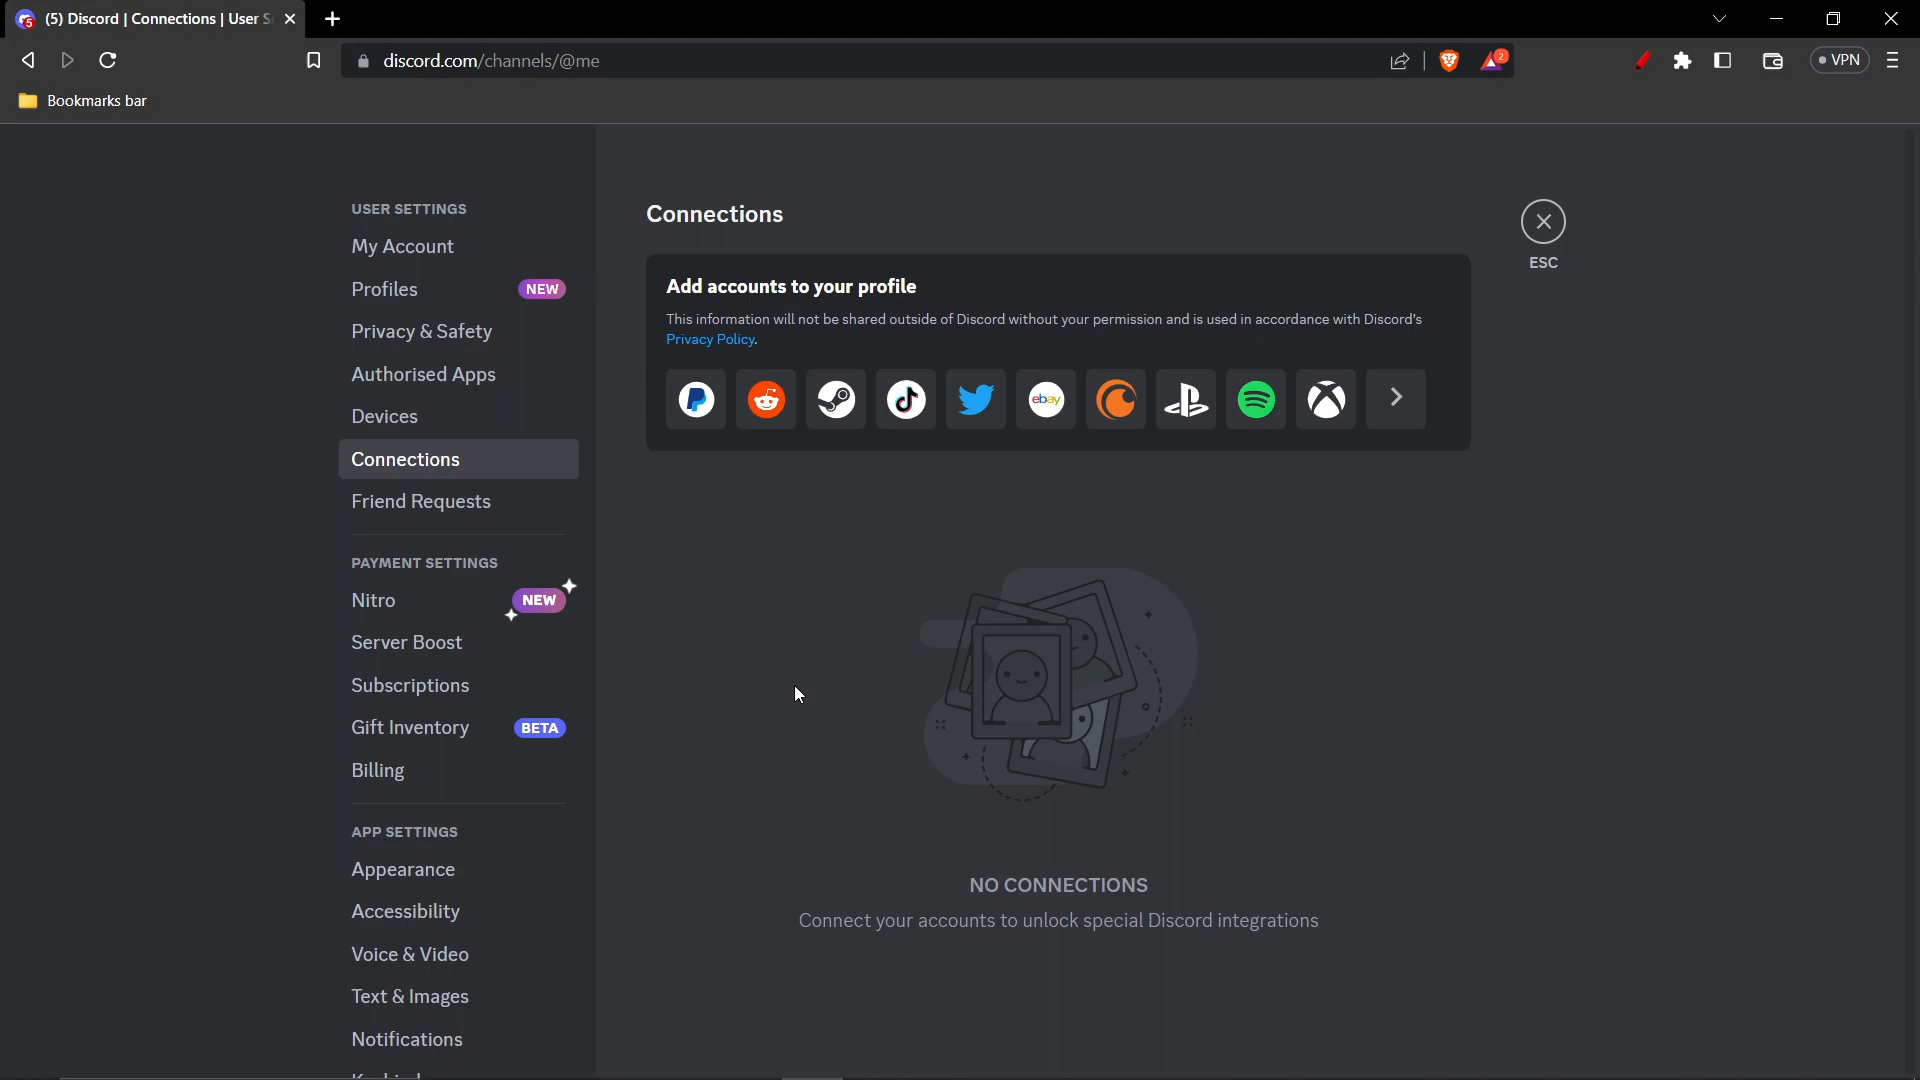 (5) Discord | Connections | User S
discord.com/channels/@me
2
VPN
Bookmarks bar
USER SETTINGS
My Account
Profiles NEW
Privacy & Safety
Authorised Apps
Devices
Connections
Friend Requests
PAYMENT SETTINGS
Nitro NEW
Server Boost
Subscriptions
Gift Inventory BETA
Billing
APP SETTINGS
Appearance
Accessibility
Voice & Video
Text & Images
Notifications
Connections
ESC
Add accounts to your profile
This information will not be shared outside of Discord without your permission and is used in accordance with Discord's
Privacy Policy.
ebay
NO CONNECTIONS
Connect your accounts to unlock special Discord integrations